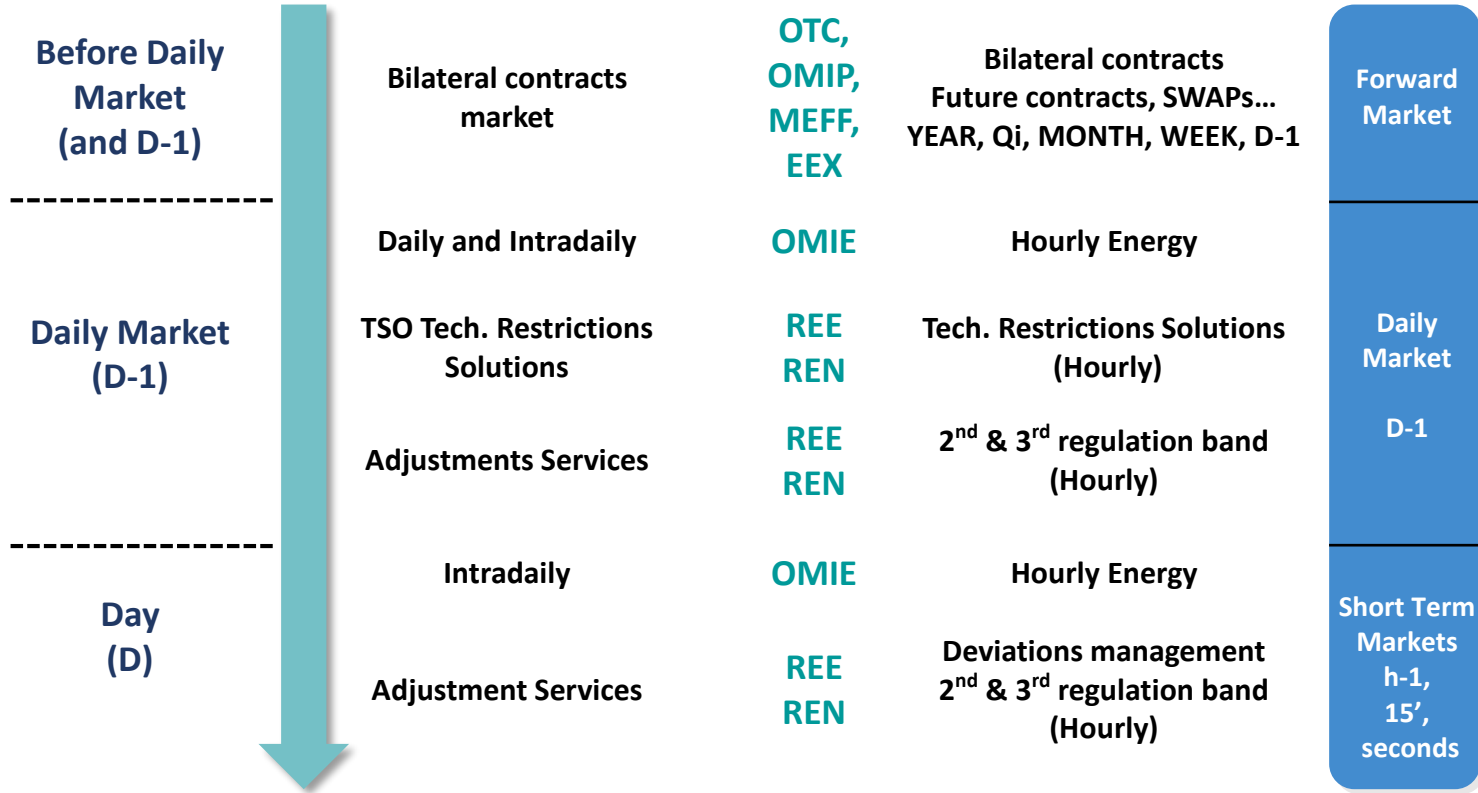 Before Daily
Market
(and D-1)
Bilateral contracts
market
OTC,
OMIP,
MEFF,
EEX
Bilateral contracts
Future contracts, SWAPs...
YEAR, Qi, MONTH, WEEK, D-1
Forward
Market
Daily Market
(D-1)
Daily and Intradaily
OMIE
Hourly Energy
TSO Tech. Restrictions
Solutions
REE
REN
Tech. Restrictions Solutions
(Hourly)
Adjustments Services
REE
REN
2nd & 3rd regulation band
(Hourly)
Daily
Market
D-1
Day
(D)
Intradaily
OMIE
Hourly Energy
Adjustment Services
REE
REN
Deviations management
2nd & 3rd regulation band
(Hourly)
Short Term
Markets
h-1,
15’,
seconds